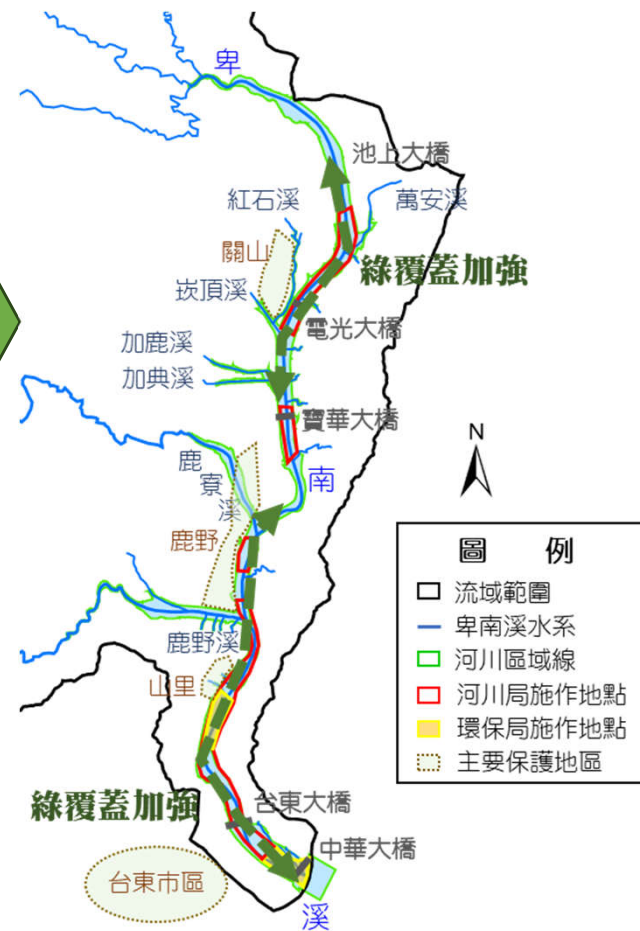 卑
池上大橋
紅石溪
萬安溪
關山
綠覆蓋加強
崁頂溪
電光大橋
加鹿溪
加典溪
寶華大橋
N
鹿
寮
溪
南
鹿野
圖 例
流域範圍
卑南溪水系
河川區域線
河川局施作地點
環保局施作地點
主要保護地區
鹿野溪
山里
綠覆蓋加強
台東大橋
中華大橋
台東市區
溪